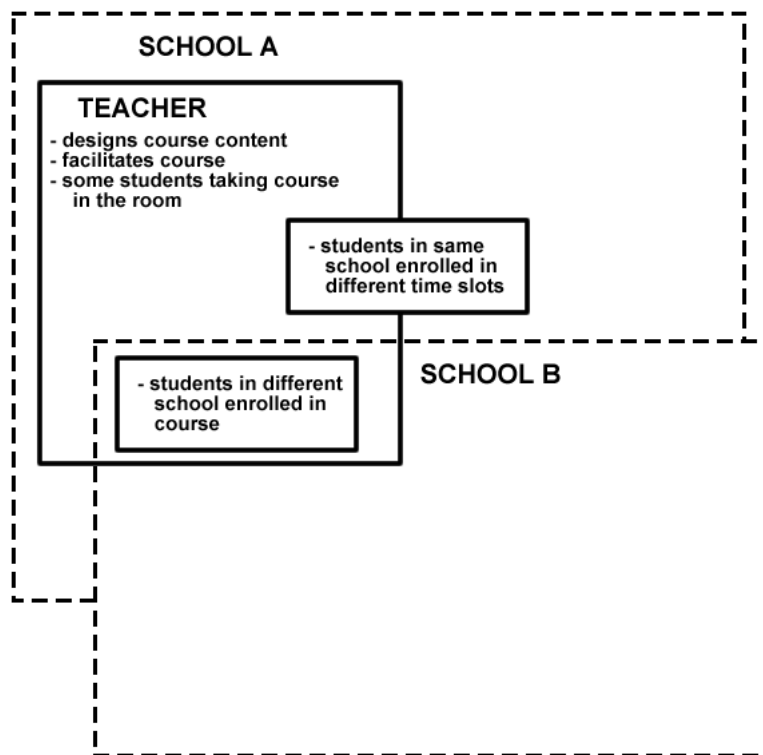 SCHOOL A
TEACHER
- designs course content
- facilitates course
- some students taking course
in the room
- students in same
school enrolled in
different time slots
SCHOOL B
- students in different
school enrolled in
course